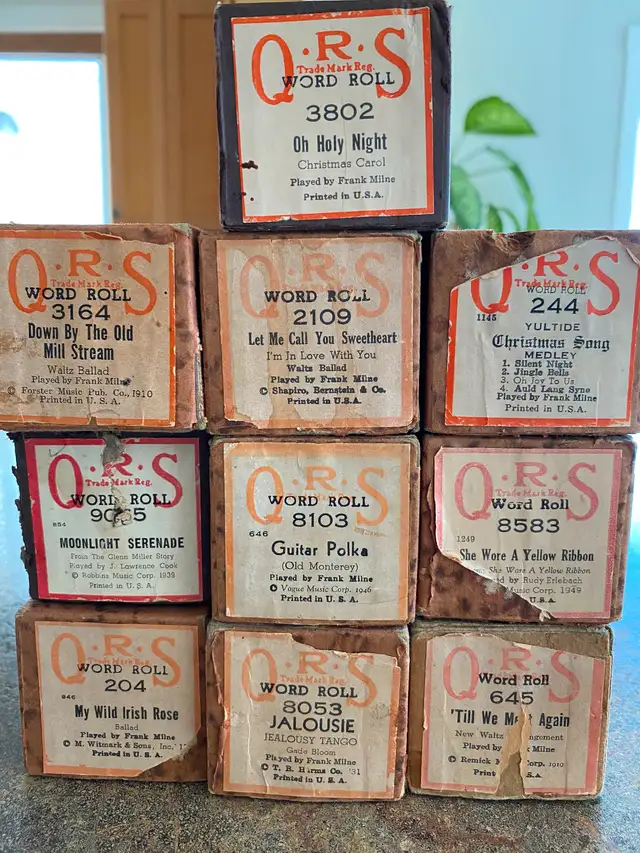 Q·R·S
Trade Mark Reg.
WORD ROLL
3802
Oh Holy Night
Christmas Carol
Played by Frank Milne
Printed in U.S.A.
Q·R·S
Trade Mark Reg.
WORD ROLL
3164
Down By The Old
Mill Stream
Waltz Ballad
Played by Frank Milne
© Forster Music Pub. Co., 1910
Printed in U. S. A.
Q·R·S
WORD ROLL
2109
Let Me Call You Sweetheart
I'm In Love With You
Waltz Ballad
Played by Frank Milne
© Shapiro, Bernstein & Co.
Printed in U.S.A.
Q·R·S
Trade Mark Reg.
WORD ROLL
1145
244
YULTIDE
Christmas Song
MEDLEY
1. Silent Night
2. Jingle Bells
3. Oh Joy To Us
4. Auld Lang Syne
Played by Frank Milne
Printed in U.S.A.
Q·R·S
Trade Mark Reg.
WORD ROLL
854
MOONLIGHT SERENADE
From The Glenn Miller Story
Played by J. Lawrence Cook
© Robbins Music Corp. 1939
Printed in U. S. A.
Q·R·S
Trade Mark Reg.
WORD ROLL
8103
646
Guitar Polka
(Old Monterey)
Played by Frank Milne
© Vogue Music Corp. 1946
Printed in U. S. A.
Q·R·S
Trade Mark Reg.
Word Roll
8583
1249
She Wore A Yellow Ribbon
She Wore A Yellow Ribbon
by Rudy Erlebach
Music Corp. 1949
U.S.A.
Q·R·S
Trade Mark Reg.
WORD ROLL
204
846
My Wild Irish Rose
Ballad
Played by Frank Milne
© M. Witmark & Sons, Inc.
Printed in U.S.A.
Q·R·S
WORD ROLL
8053
JALOUSIE
JEALOUSY TANGO
Gade Bloom
Played by Frank Milne
© T. B. Harms Co.
Printed in U.S.A.
Q·R·S
Trade Mark Reg.
Word Roll
645
'Till We Again
New Waltz
Played by Milne
© Remick Corp. 1910